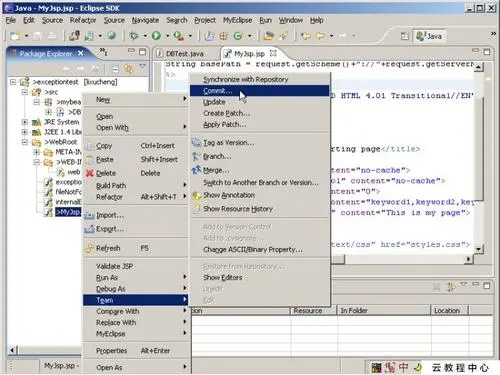 Java - MyJsp.jsp - Eclipse SDK
File Edit Source Refactor Navigate Search Project MyEclipse Run Window Help
Java
Package Explorer
DBTest.java
MyJsp.jsp
String basePath = request.getScheme()+"://"+request.getServerN
%>
D HTML 4.01 Transitional//EN"
rting page</title>
"no-cache">
ol" content="no-cache">
content="0">
content="keyword1,keyword2,key
" content="This is my page">
text/css" href="styles.css">
>exceptiontest [lixucheng]
>src
>mybea
>DB
JRE System
J2EE 1.4 Libr
>WebRoot
META-IN
>WEB-IN
web
exceptio
fileNotFo
internalE
>MyJsp.
New
Open
Open With
Copy Ctrl+Insert
Paste Shift+Insert
Delete Delete
Build Path
Refactor Alt+Shift+T
Import...
Export...
Refresh F5
Validate JSP
Run As
Debug As
Team
Compare With
Replace With
MyEclipse
Properties Alt+Enter
Open As
Synchronize with Repository
Commit...
Update
Create Patch...
Apply Patch...
Tag as Version...
Branch...
Merge...
Switch to Another Branch or Version...
Show Annotation
Show Resource History
Add to Version Control
Add to .cvsignore...
Change ASCII/Binary Property...
Restore from Repository...
Show Editors
Unedit
Edit
Resource In Folder Location
MyJsp.jsp -
中
云教程中心